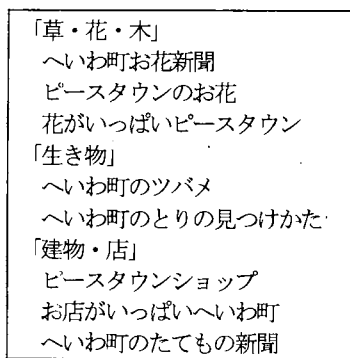 「草・花・木」
へいわ町お花新聞
ピースタウンのお花
花がいっぱいピースタウン
「生き物」
へいわ町のツバメ
へいわ町のとりの見つけかた
「建物・店」
ピースタウンショップ
お店がいっぱいへいわ町
へいわ町のたてもの新聞